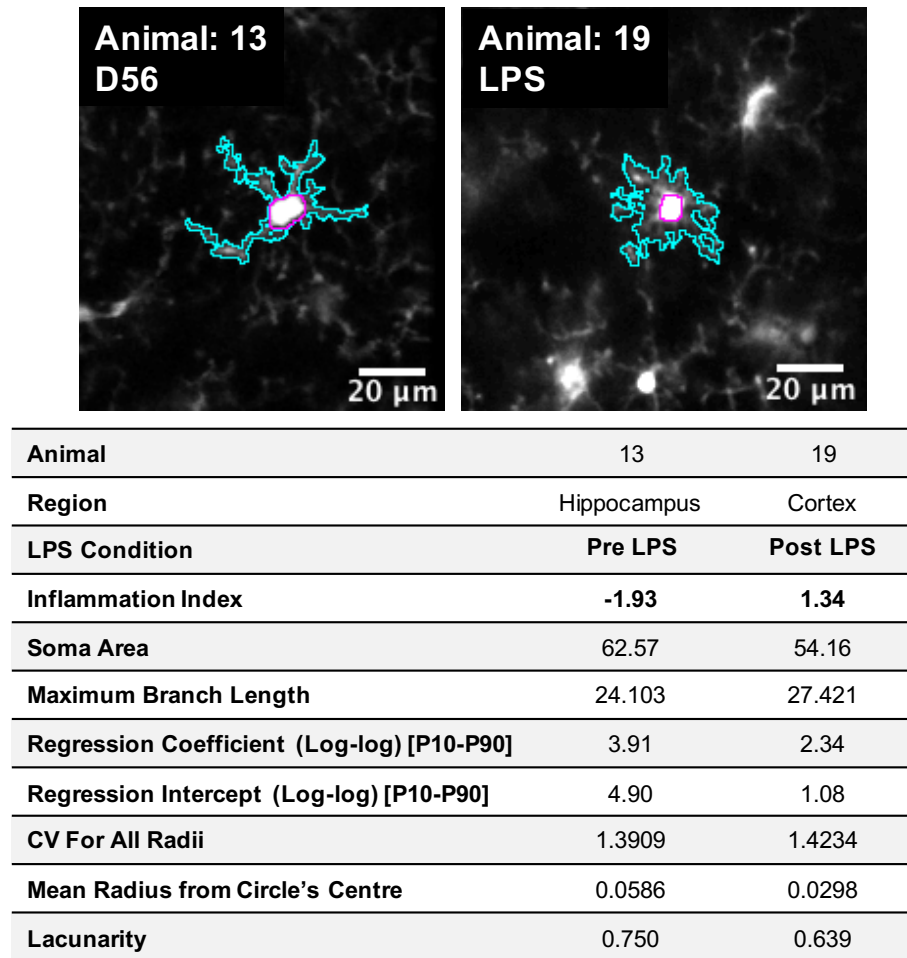 Animal: 13
D56
20 µm
Animal: 19
LPS
20 µm
Animal 13 19
Region Hippocampus Cortex
LPS Condition Pre LPS Post LPS
Inflammation Index -1.93 1.34
Soma Area 62.57 54.16
Maximum Branch Length 24.103 27.421
Regression Coefficient (Log-log) [P10-P90] 3.91 2.34
Regression Intercept (Log-log) [P10-P90] 4.90 1.08
CV For All Radii 1.3909 1.4234
Mean Radius from Circle's Centre 0.0586 0.0298
Lacunarity 0.750 0.639